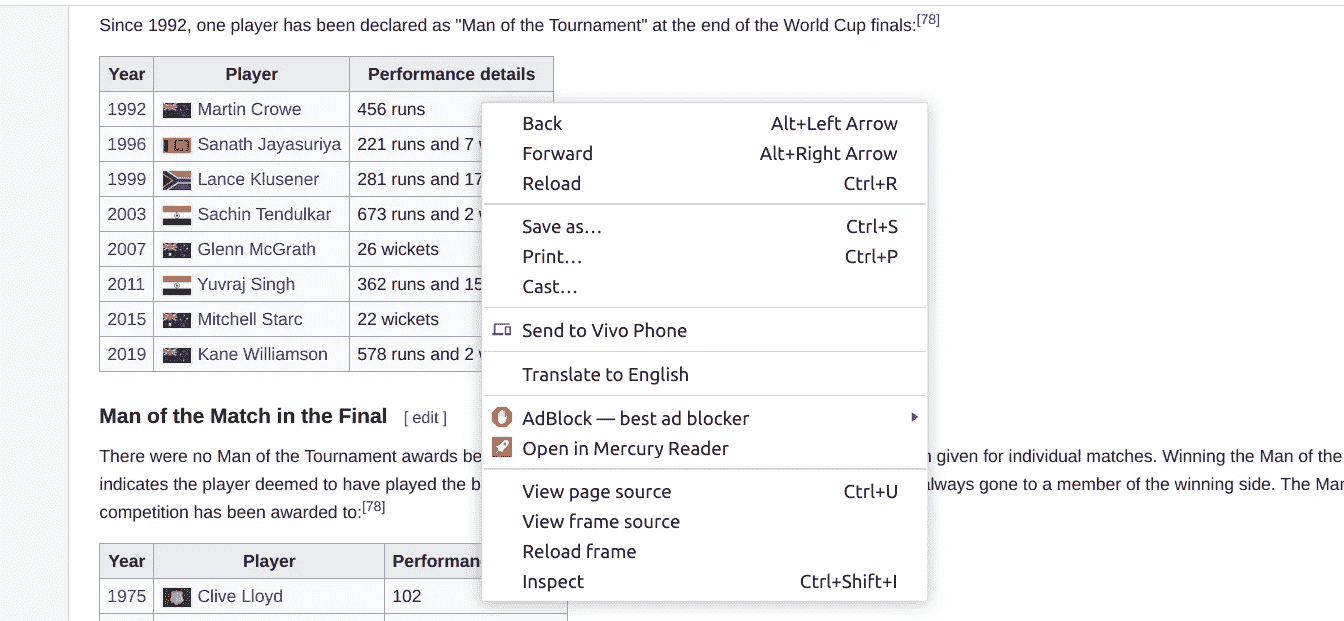 Since 1992, one player has been declared as "Man of the Tournament" at the end of the World Cup finals:[78]
Year Player Performance details
1992 Martin Crowe 456 runs
1996 Sanath Jayasuriya 221 runs and 7
1999 Lance Klusener 281 runs and 17
2003 Sachin Tendulkar 673 runs and 2
2007 Glenn McGrath 26 wickets
2011 Yuvraj Singh 362 runs and 15
2015 Mitchell Starc 22 wickets
2019 Kane Williamson 578 runs and 2
Back Alt+Left Arrow
Forward Alt+Right Arrow
Reload Ctrl+R
Save as… Ctrl+S
Print… Ctrl+P
Cast…
Send to Vivo Phone
Translate to English
AdBlock — best ad blocker
Open in Mercury Reader
View page source Ctrl+U
View frame source
Reload frame
Inspect Ctrl+Shift+I
Man of the Match in the Final [ edit ]
There were no Man of the Tournament awards be given for individual matches. Winning the Man of the
indicates the player deemed to have played the b always gone to a member of the winning side. The Man
competition has been awarded to:[78]
Year Player Performan
1975 Clive Lloyd 102